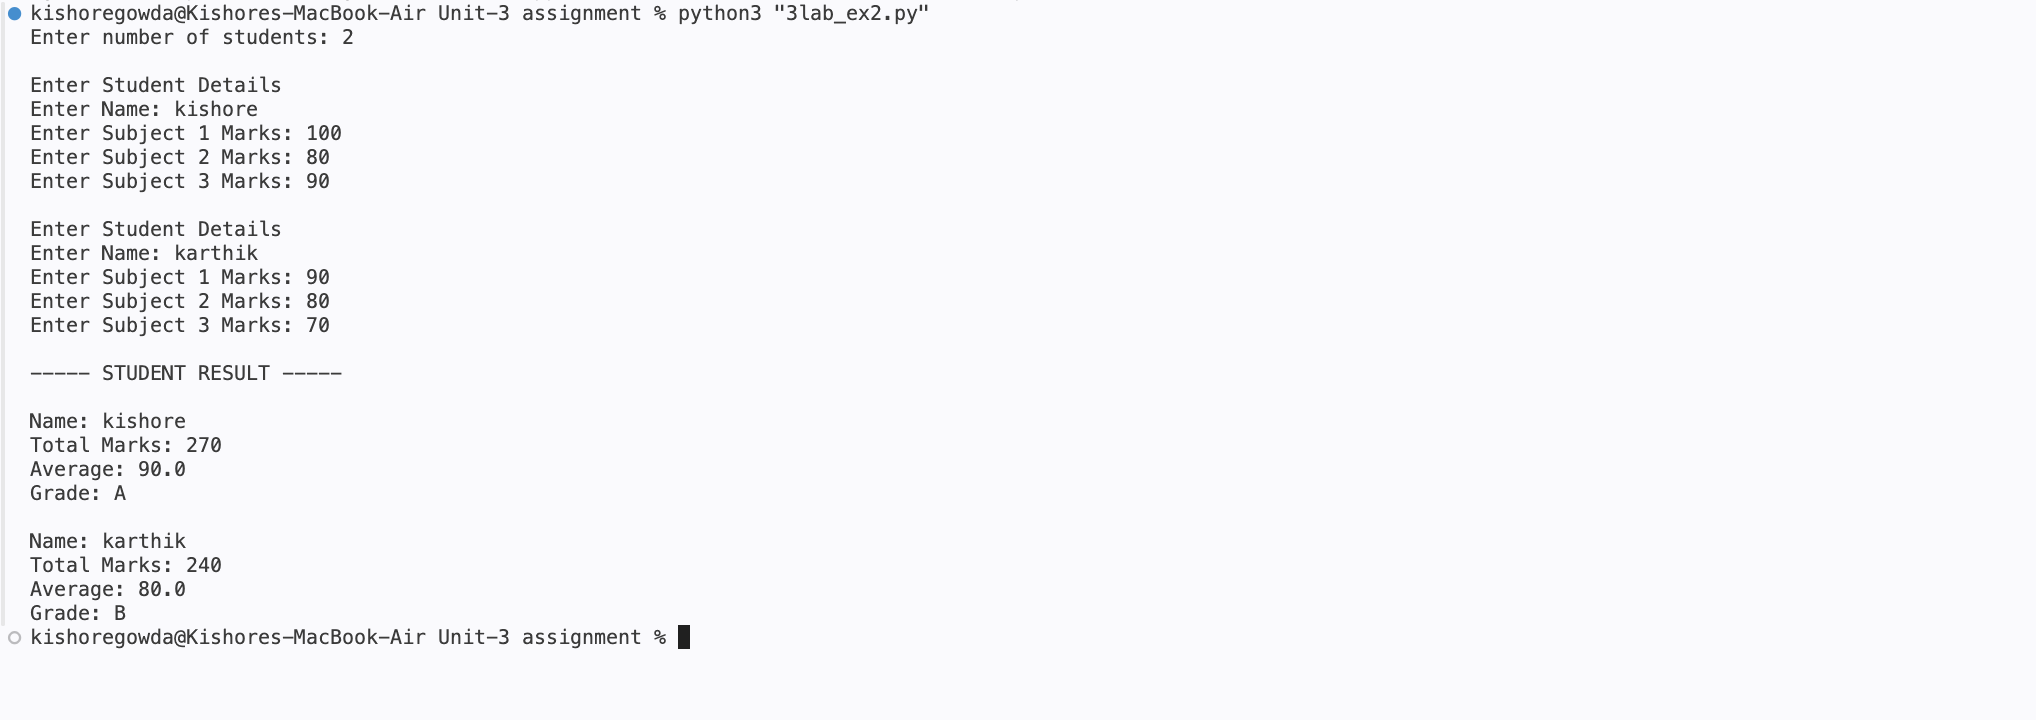 kishoregowda@Kishores-MacBook-Air Unit-3 assignment % python3 "3lab_ex2.py"
Enter number of students: 2
Enter Student Details
Enter Name: kishore
Enter Subject 1 Marks: 100
Enter Subject 2 Marks: 80
Enter Subject 3 Marks: 90
Enter Student Details
Enter Name: karthik
Enter Subject 1 Marks: 90
Enter Subject 2 Marks: 80
Enter Subject 3 Marks: 70
----- STUDENT RESULT -----
Name: kishore
Total Marks: 270
Average: 90.0
Grade: A
Name: karthik
Total Marks: 240
Average: 80.0
Grade: B
kishoregowda@Kishores-MacBook-Air Unit-3 assignment %